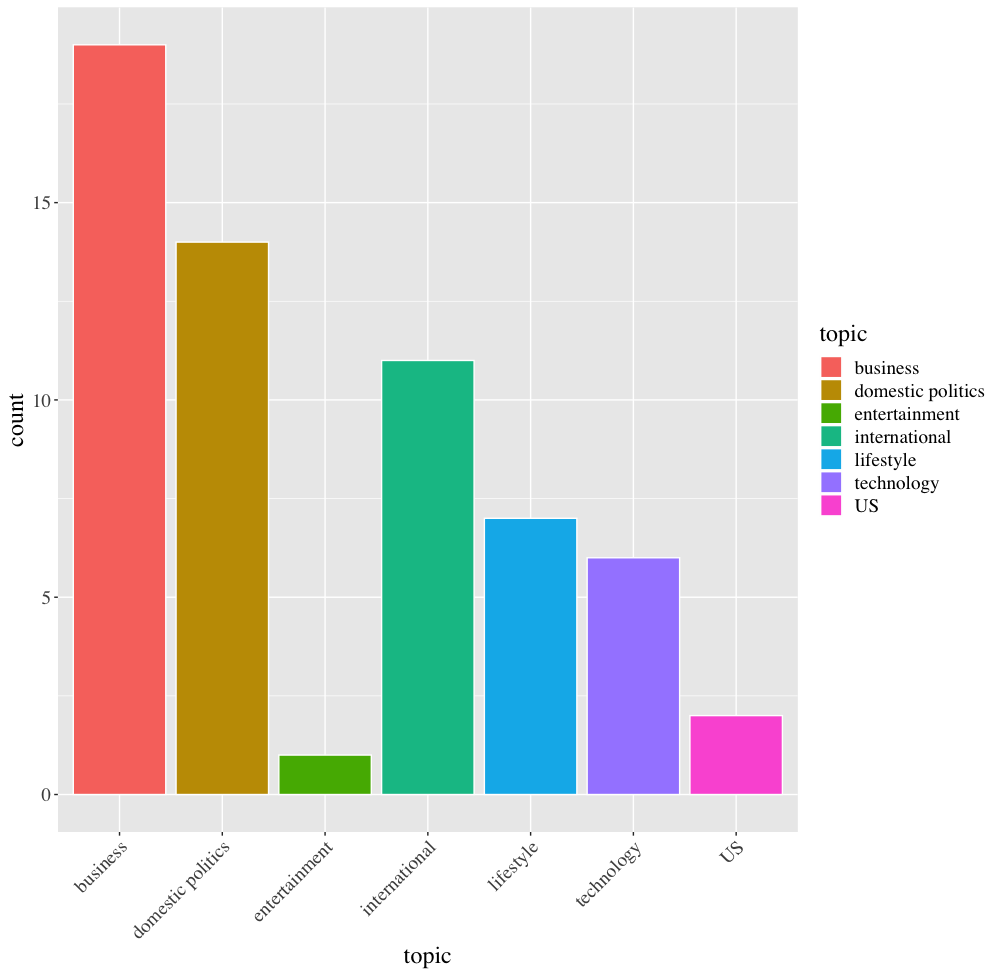 count
15
10
5
0
business
domestic politics
entertainment
international
lifestyle
technology
US
topic
topic
business
domestic politics
entertainment
international
lifestyle
technology
US